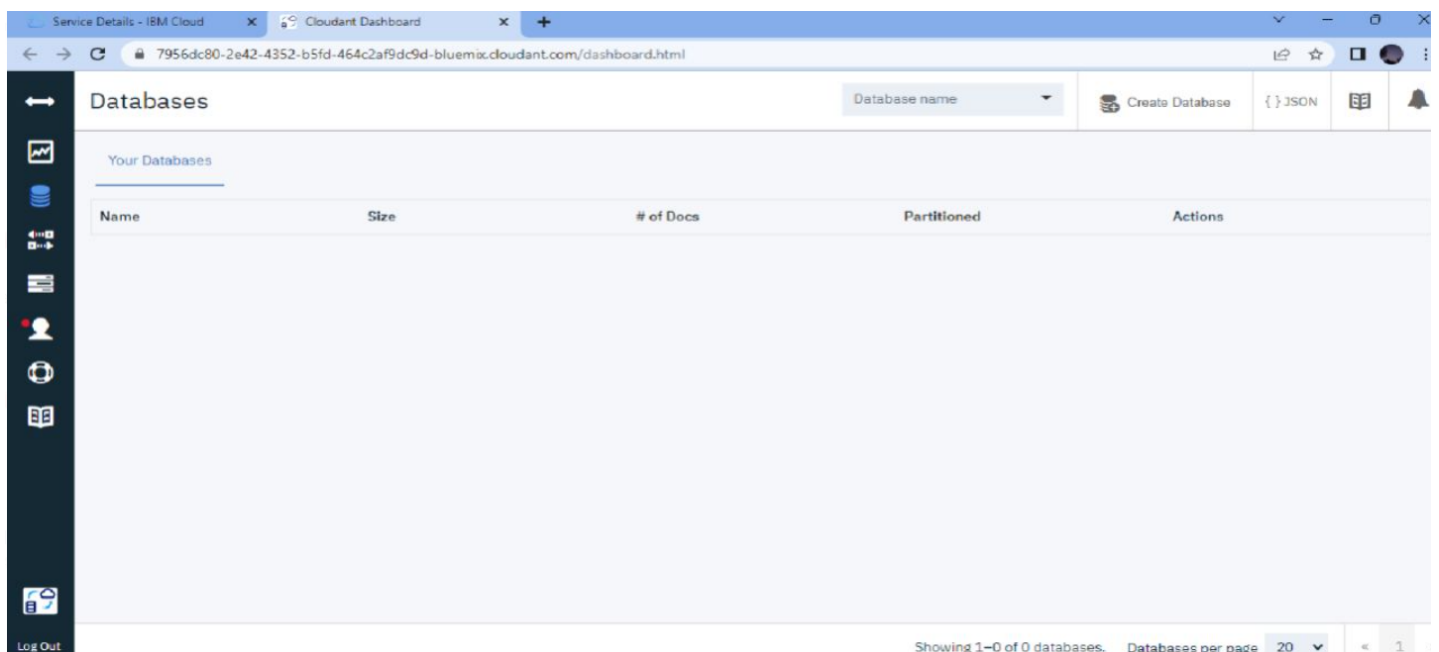 Service Details - IBM Cloud
Cloudant Dashboard
7956dc80-2e42-4352-b5fd-464c2af9dc9d-bluemix.cloudant.com/dashboard.html
Databases
Database name
Create Database
{ } JSON
Your Databases
Name Size # of Docs Partitioned Actions
Log Out
Showing 1–0 of 0 databases. Databases per page 20 « 1